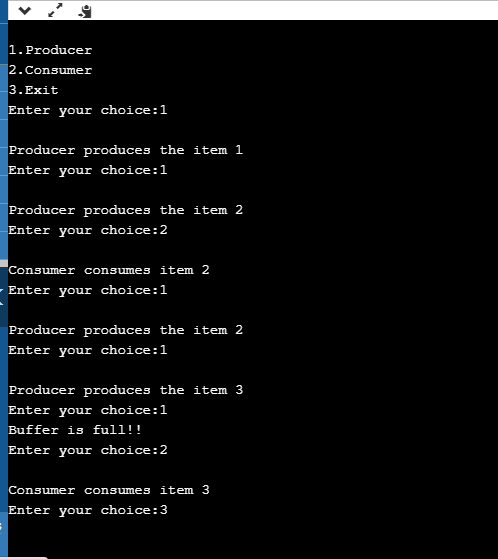 1.Producer
2.Consumer
3.Exit
Enter your choice:1
Producer produces the item 1
Enter your choice:1
Producer produces the item 2
Enter your choice:2
Consumer consumes item 2
Enter your choice:1
Producer produces the item 2
Enter your choice:1
Producer produces the item 3
Enter your choice:1
Buffer is full!!
Enter your choice:2
Consumer consumes item 3
Enter your choice:3